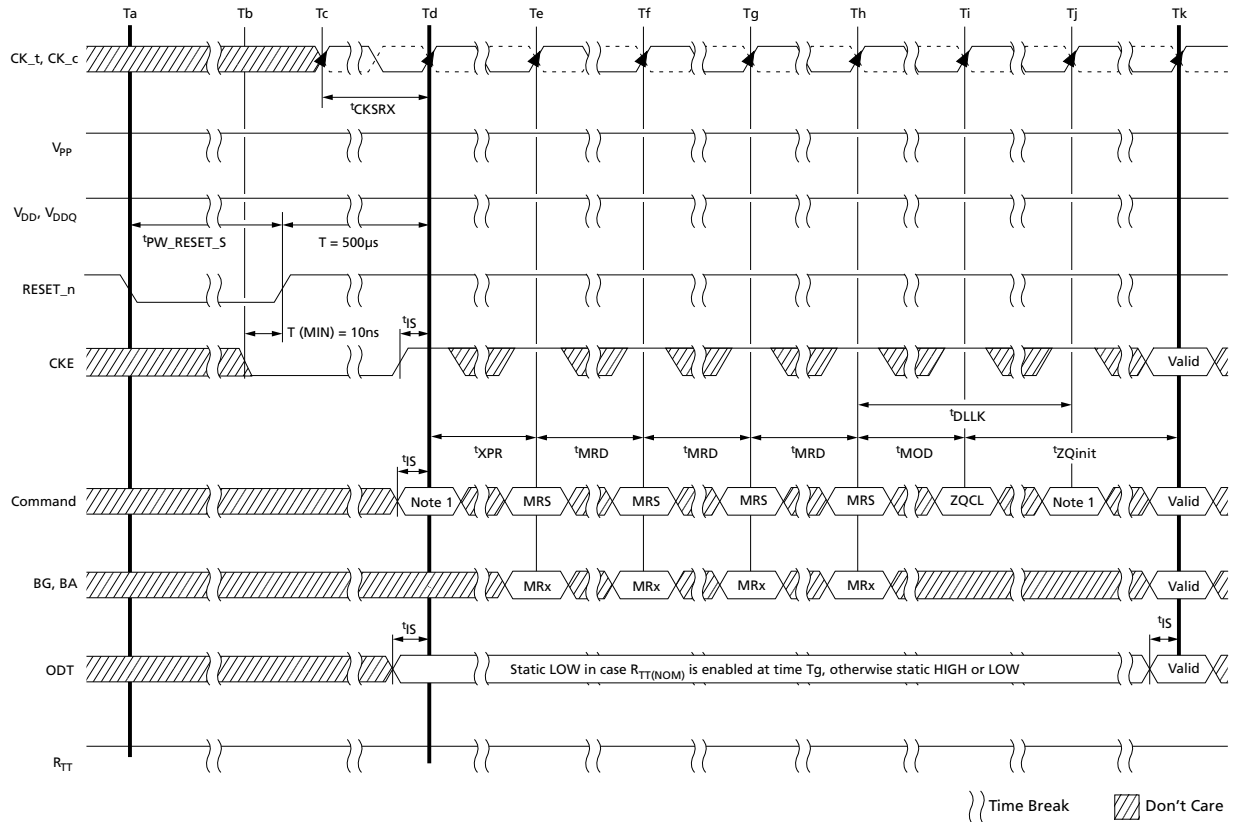 Ta Tb Tc Td Te Tf Tg Th Ti Tj Tk
CK_t, CK_c
tCKSRX
VPP
VDD, VDDQ
tPW_RESET_S T = 500µs
RESET_n
T (MIN) = 10ns tIS
CKE Valid
tDLLK
tXPR tMRD tMRD tMRD tMOD tZQinit
tIS
Command Note 1 MRS MRS MRS MRS ZQCL Note 1 Valid
BG, BA MRx MRx MRx MRx Valid
tIS tIS
ODT Static LOW in case RTT(NOM) is enabled at time Tg, otherwise static HIGH or LOW Valid
RTT
Time Break Don't Care